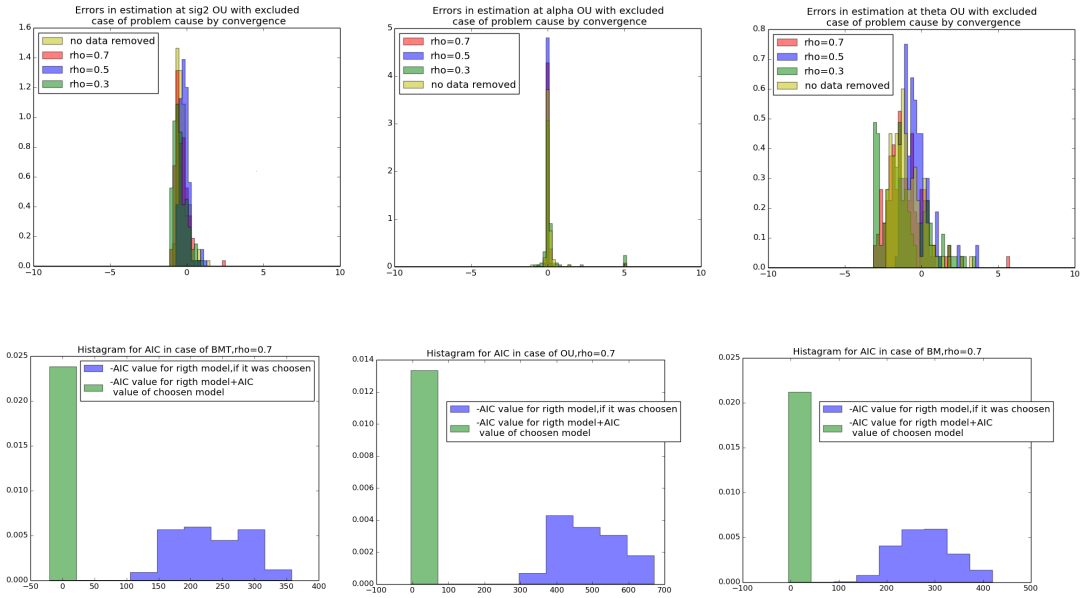 Errors in estimation at sig2 OU with excluded
case of problem cause by convergence
1.6
1.4
1.2
1.0
0.8
0.6
0.4
0.2
0.0
−10
−5
0
5
10
no data removed
rho=0.7
rho=0.5
rho=0.3
Errors in estimation at alpha OU with excluded
case of problem cause by convergence
5
4
3
2
1
0
−10
−5
0
5
10
rho=0.7
rho=0.5
rho=0.3
no data removed
Errors in estimation at theta OU with excluded
case of problem cause by convergence
0.8
0.7
0.6
0.5
0.4
0.3
0.2
0.1
0.0
−10
−5
0
5
10
rho=0.7
rho=0.5
rho=0.3
no data removed
Histagram for AIC in case of BMT,rho=0.7
0.025
0.020
0.015
0.010
0.005
0.000
−50
0
50
100
150
200
250
300
350
400
-AIC value for rigth model,if it was choosen
-AIC value for rigth model+AIC
value of choosen model
Histagram for AIC in case of OU,rho=0.7
0.014
0.012
0.010
0.008
0.006
0.004
0.002
0.000
−100
0
100
200
300
400
500
600
700
-AIC value for rigth model,if it was choosen
-AIC value for rigth model+AIC
value of choosen model
Histagram for AIC in case of BM,rho=0.7
0.025
0.020
0.015
0.010
0.005
0.000
−100
0
100
200
300
400
500
-AIC value for rigth model,if it was choosen
-AIC value for rigth model+AIC
value of choosen model